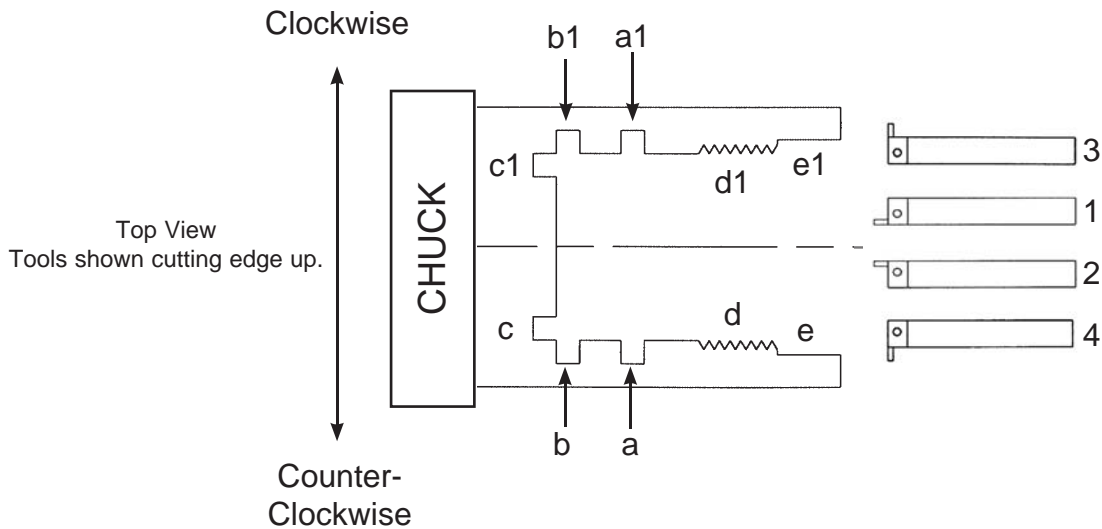 Clockwise
b1
a1
c1
d1
e1
3
1
CHUCK
Top View
Tools shown cutting edge up.
2
c
d
e
4
b
a
Counter-
Clockwise